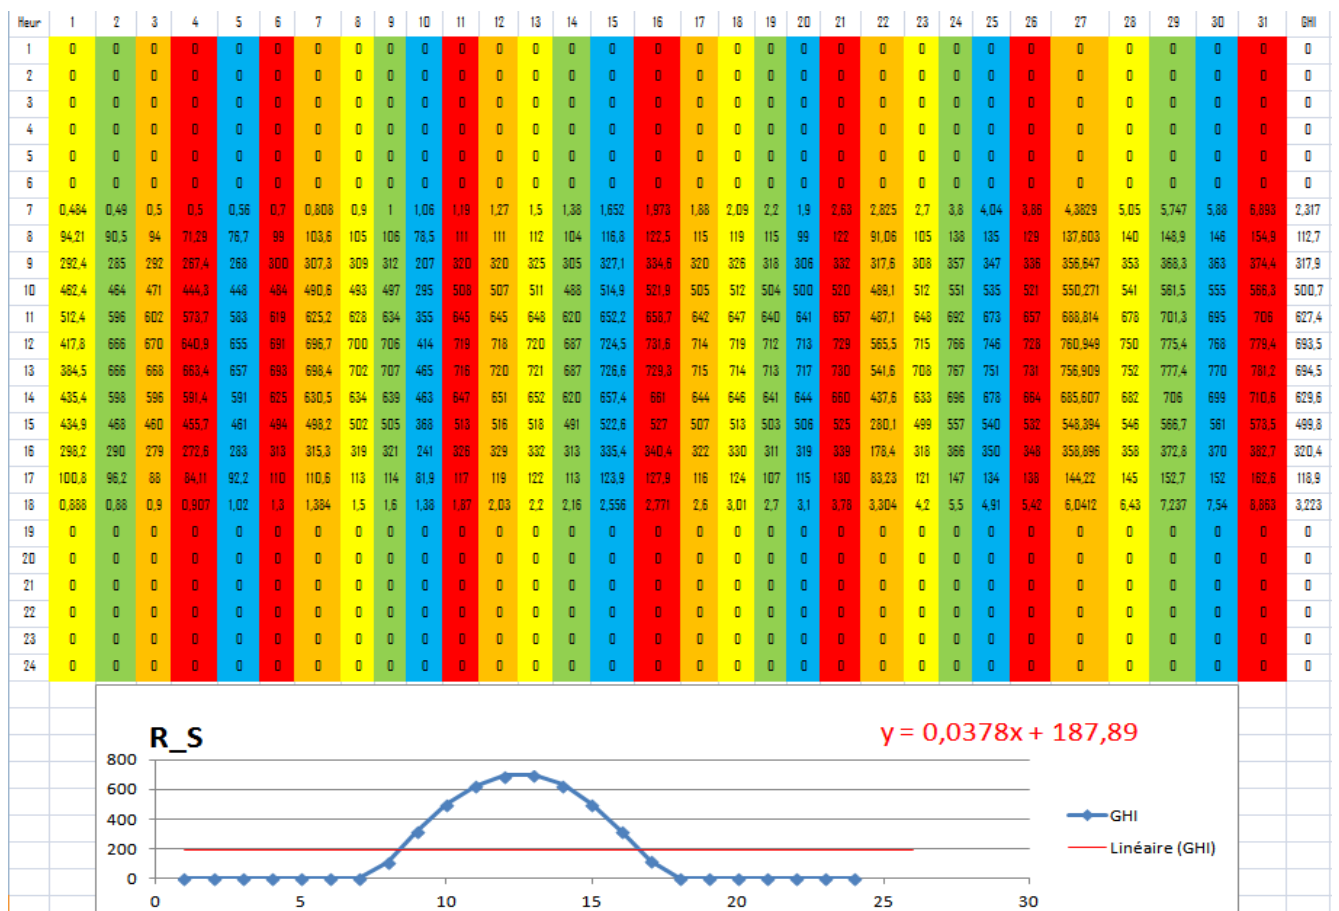 Heur 1 2 3 4 5 6 7 8 9 10 11 12 13 14 15 16 17 18 19 20 21 22 23 24 25 26 27 28 29 30 31 GHI
1 0 0 0 0 0 0 0 0 0 0 0 0 0 0 0 0 0 0 0 0 0 0 0 0 0 0 0 0 0 0 0 0
2 0 0 0 0 0 0 0 0 0 0 0 0 0 0 0 0 0 0 0 0 0 0 0 0 0 0 0 0 0 0 0 0
3 0 0 0 0 0 0 0 0 0 0 0 0 0 0 0 0 0 0 0 0 0 0 0 0 0 0 0 0 0 0 0 0
4 0 0 0 0 0 0 0 0 0 0 0 0 0 0 0 0 0 0 0 0 0 0 0 0 0 0 0 0 0 0 0 0
5 0 0 0 0 0 0 0 0 0 0 0 0 0 0 0 0 0 0 0 0 0 0 0 0 0 0 0 0 0 0 0 0
6 0 0 0 0 0 0 0 0 0 0 0 0 0 0 0 0 0 0 0 0 0 0 0 0 0 0 0 0 0 0 0 0
7 0,484 0,49 0,5 0,5 0,56 0,7 0,808 0,9 1 1,06 1,19 1,27 1,5 1,38 1,652 1,973 1,88 2,09 2,2 1,9 2,63 2,825 2,7 3,8 4,04 3,86 4,3829 5,05 5,747 5,88 6,893 2,317
8 94,21 90,5 94 71,29 76,7 99 103,6 105 106 78,5 111 111 112 104 116,8 122,5 115 119 115 99 122 91,06 105 138 135 129 137,603 140 148,9 146 154,9 112,7
9 292,4 285 292 267,4 268 300 307,3 309 312 207 320 320 325 305 327,1 334,6 320 326 318 306 332 317,6 308 357 347 336 356,647 353 368,3 363 374,4 317,9
10 462,4 464 471 444,3 448 484 490,6 493 497 295 508 507 511 488 514,9 521,9 505 512 504 500 520 489,1 512 551 535 521 550,271 541 561,5 555 566,3 500,7
11 512,4 596 602 573,7 583 619 625,2 628 634 355 645 645 648 620 652,2 658,7 642 647 640 641 657 487,1 648 692 673 657 688,814 678 701,3 695 706 627,4
12 417,8 666 670 640,9 655 691 696,7 700 706 414 719 718 720 687 724,5 731,6 714 719 712 713 729 565,5 715 766 746 728 760,949 750 775,4 768 779,4 693,5
13 384,5 666 668 663,4 657 693 698,4 702 707 465 716 720 721 687 726,6 729,3 715 714 713 717 730 541,6 708 767 751 731 756,909 752 777,4 770 781,2 694,5
14 435,4 598 596 591,4 591 625 630,5 634 639 463 647 651 652 620 657,4 661 644 646 641 644 660 437,6 633 696 678 664 685,607 682 706 699 710,6 629,6
15 434,9 468 460 455,7 461 494 498,2 502 505 368 513 516 518 491 522,6 527 507 513 503 506 525 280,1 499 557 540 532 548,394 546 566,7 561 573,5 499,8
16 298,2 290 279 272,6 283 313 315,3 319 321 241 326 329 332 313 335,4 340,4 322 330 311 319 339 178,4 318 366 350 348 358,896 358 372,8 370 382,7 320,4
17 100,8 96,2 88 84,11 92,2 110 110,6 113 114 81,9 117 119 122 113 123,9 127,9 116 124 107 115 130 83,23 121 147 134 138 144,22 145 152,7 152 162,6 118,9
18 0,888 0,88 0,9 0,907 1,02 1,3 1,384 1,5 1,6 1,38 1,87 2,03 2,2 2,16 2,556 2,771 2,6 3,01 2,7 3,1 3,78 3,304 4,2 5,5 4,91 5,42 6,0412 6,43 7,237 7,54 8,863 3,223
19 0 0 0 0 0 0 0 0 0 0 0 0 0 0 0 0 0 0 0 0 0 0 0 0 0 0 0 0 0 0 0 0
20 0 0 0 0 0 0 0 0 0 0 0 0 0 0 0 0 0 0 0 0 0 0 0 0 0 0 0 0 0 0 0 0
21 0 0 0 0 0 0 0 0 0 0 0 0 0 0 0 0 0 0 0 0 0 0 0 0 0 0 0 0 0 0 0 0
22 0 0 0 0 0 0 0 0 0 0 0 0 0 0 0 0 0 0 0 0 0 0 0 0 0 0 0 0 0 0 0 0
23 0 0 0 0 0 0 0 0 0 0 0 0 0 0 0 0 0 0 0 0 0 0 0 0 0 0 0 0 0 0 0 0
24 0 0 0 0 0 0 0 0 0 0 0 0 0 0 0 0 0 0 0 0 0 0 0 0 0 0 0 0 0 0 0 0
R_S
y = 0,0378x + 187,89
800
600
400
200
0
0 5 10 15 20 25 30
GHI
Linéaire (GHI)